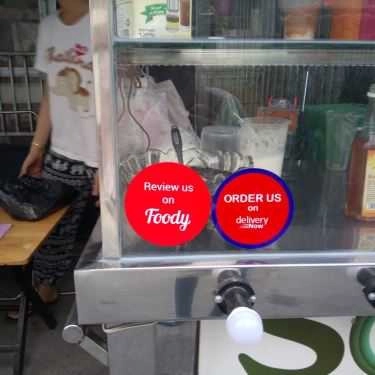 Review us
on
Foody
ORDER US
on
delivery
Now